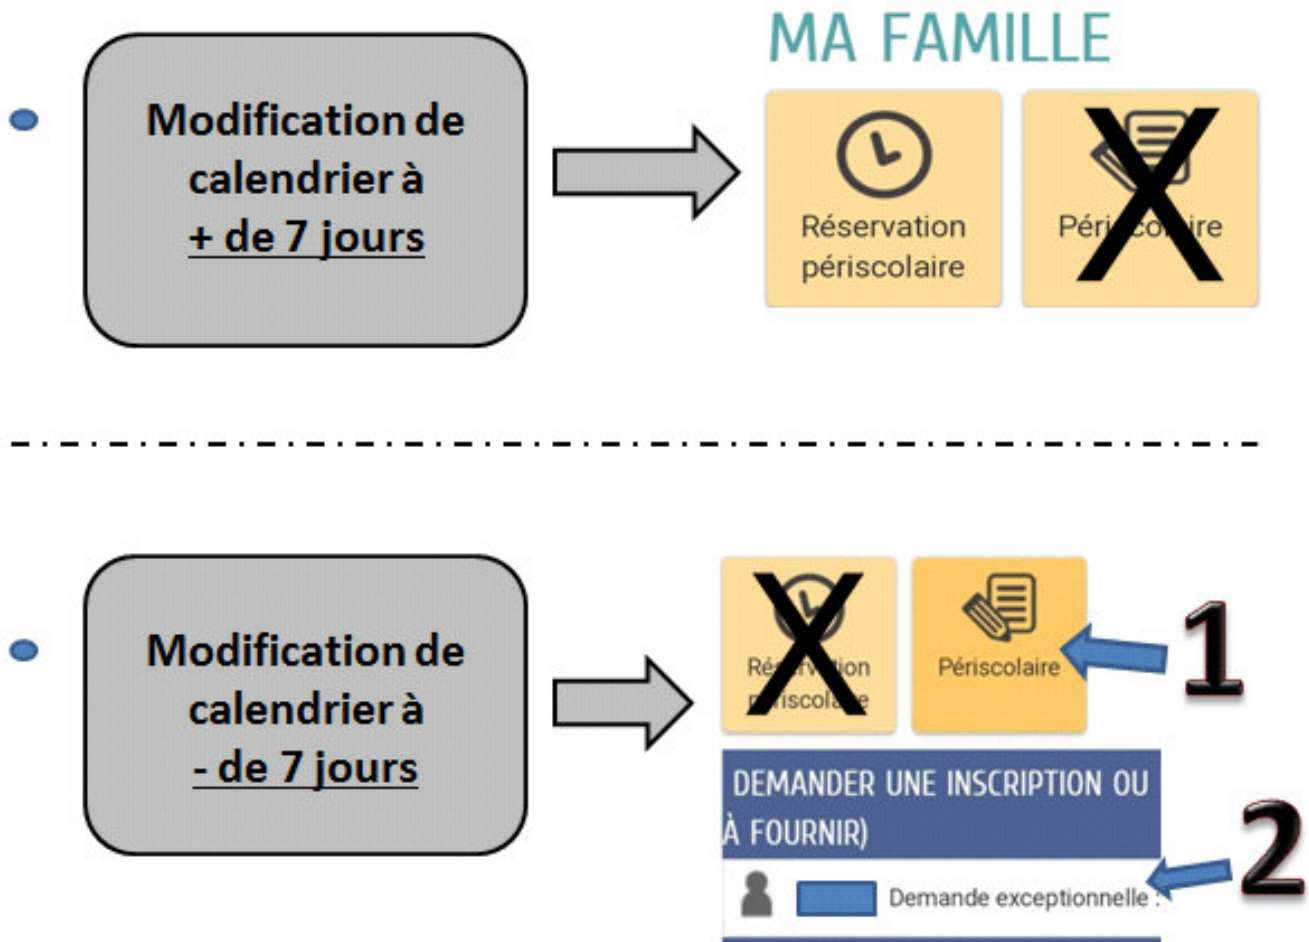 MA FAMILLE
Modification de
calendrier à
+ de 7 jours
Réservation
périscolaire
Modification de
calendrier à
- de 7 jours
Périscolaire
1
DEMANDER UNE INSCRIPTION OU
À FOURNIR)
Demande exceptionnelle :
2